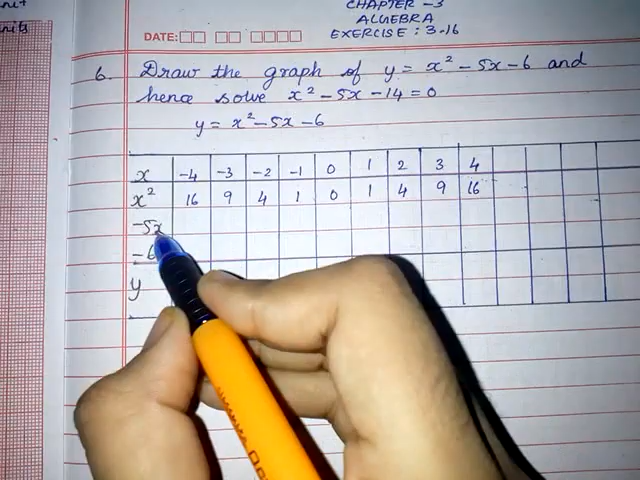 CHAPTER -3
ALGEBRA
DATE: EXERCISE : 3.16
6. Draw the graph of y = x² - 5x - 6 and
hence solve x² - 5x - 14 = 0
y = x² - 5x - 6
x -4 -3 -2 -1 0 1 2 3 4
x² 16 9 4 1 0 1 4 9 16
-5x
-6
y